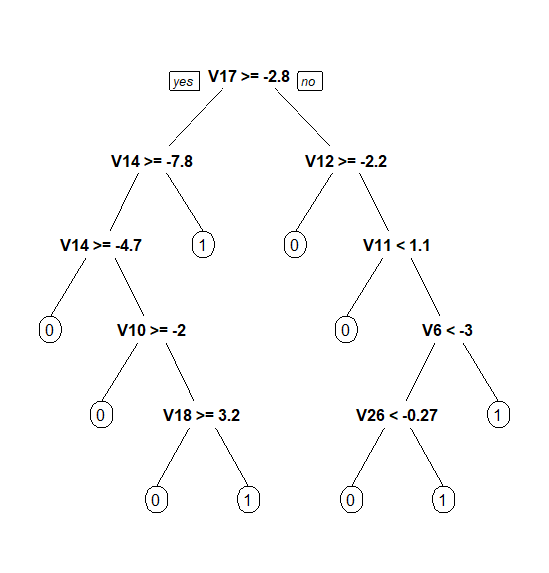 yes V17 >= -2.8 no
V14 >= -7.8 V12 >= -2.2
V14 >= -4.7 1 0 V11 < 1.1
0 V10 >= -2 0 V6 < -3
0 V18 >= 3.2 V26 < -0.27 1
0 1 0 1